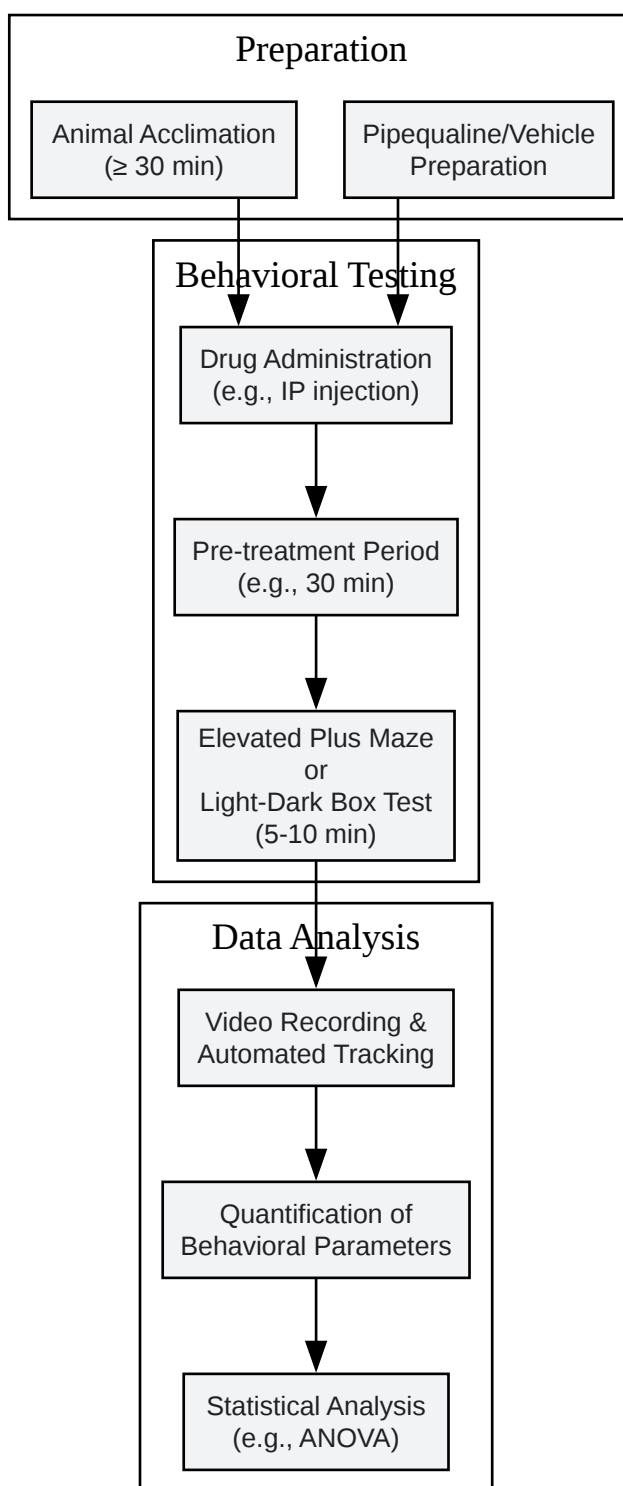 Preparation
Animal Acclimation
(≥ 30 min)
Pipequaline/Vehicle
Preparation
Behavioral Testing
Drug Administration
(e.g., IP injection)
Pre-treatment Period
(e.g., 30 min)
Elevated Plus Maze
or
Light-Dark Box Test
(5-10 min)
Data Analysis
Video Recording &
Automated Tracking
Quantification of
Behavioral Parameters
Statistical Analysis
(e.g., ANOVA)